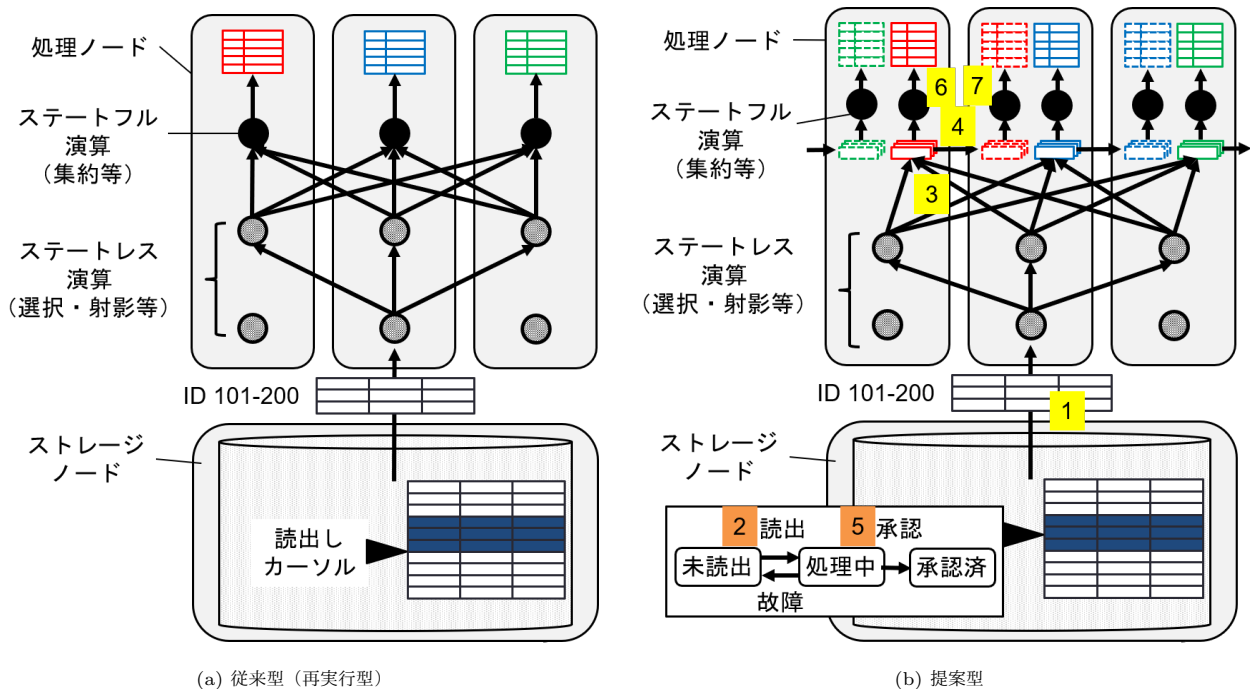 処理ノード
ステートフル
演算
(集約等)
ステートレス
演算
(選択・射影等)
ID 101-200
ストレージ
ノード
読出し
カーソル
(a) 従来型（再実行型）
処理ノード
ステートフル
演算
(集約等)
6
7
4
3
ステートレス
演算
(選択・射影等)
ID 101-200
1
ストレージ
ノード
2 読出
5 承認
未読出
処理中
承認済
故障
(b) 提案型